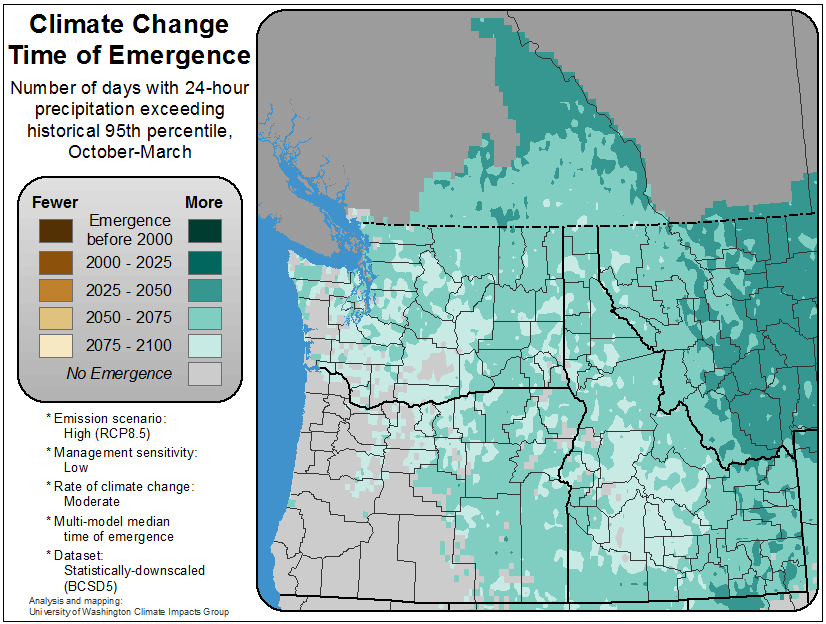 Climate Change
Time of Emergence
Number of days with 24-hour
precipitation exceeding
historical 95th percentile,
October-March
Fewer More
Emergence
before 2000
2000 - 2025
2025 - 2050
2050 - 2075
2075 - 2100
No Emergence
* Emission scenario:
High (RCP8.5)
* Management sensitivity:
Low
* Rate of climate change:
Moderate
* Multi-model median
time of emergence
* Dataset:
Statistically-downscaled
(BCSD5)
Analysis and mapping:
University of Washington Climate Impacts Group